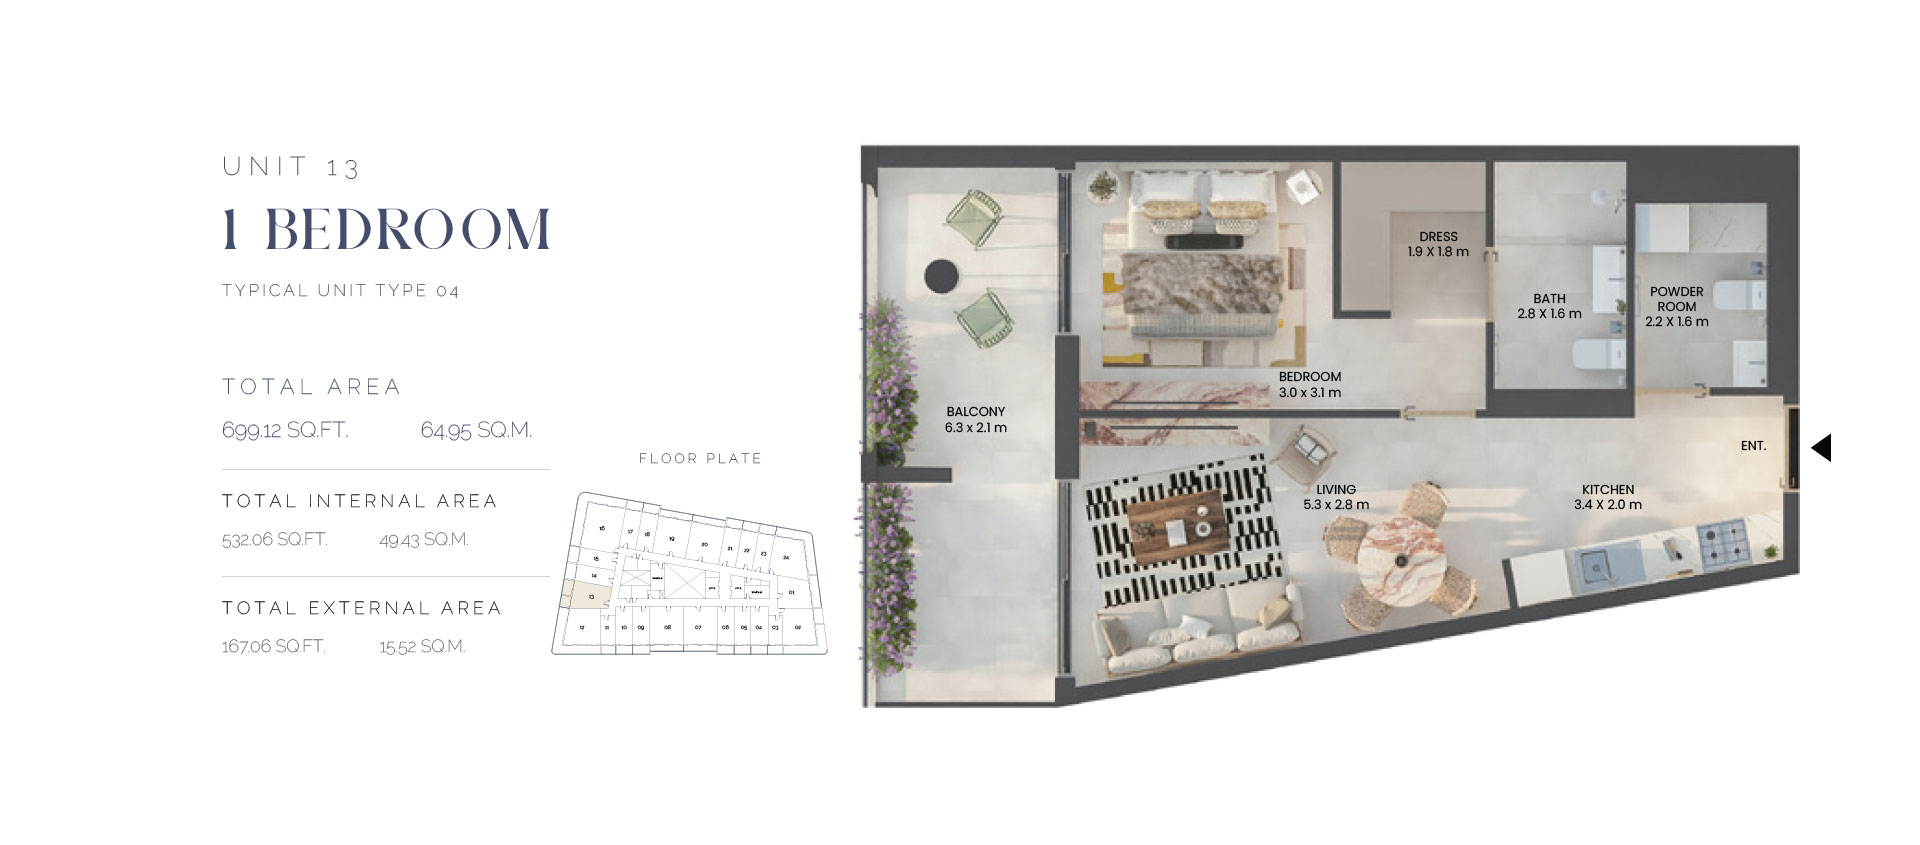 UNIT 13
1 BEDROOM
TYPICAL UNIT TYPE 04
TOTAL AREA
699.12 SQ.FT. 64.95 SQ.M.
TOTAL INTERNAL AREA
532.06 SQ.FT. 49.43 SQ.M.
TOTAL EXTERNAL AREA
167.06 SQ.FT. 15.52 SQ.M.
FLOOR PLATE
16
17
18
19
20
21
22
23
24
15
14
13
01
12
11
10
09
08
07
06
05
04
03
02
BALCONY
6.3 x 2.1 m
BEDROOM
3.0 x 3.1 m
DRESS
1.9 X 1.8 m
BATH
2.8 X 1.6 m
POWDER
ROOM
2.2 X 1.6 m
ENT.
LIVING
5.3 x 2.8 m
KITCHEN
3.4 X 2.0 m